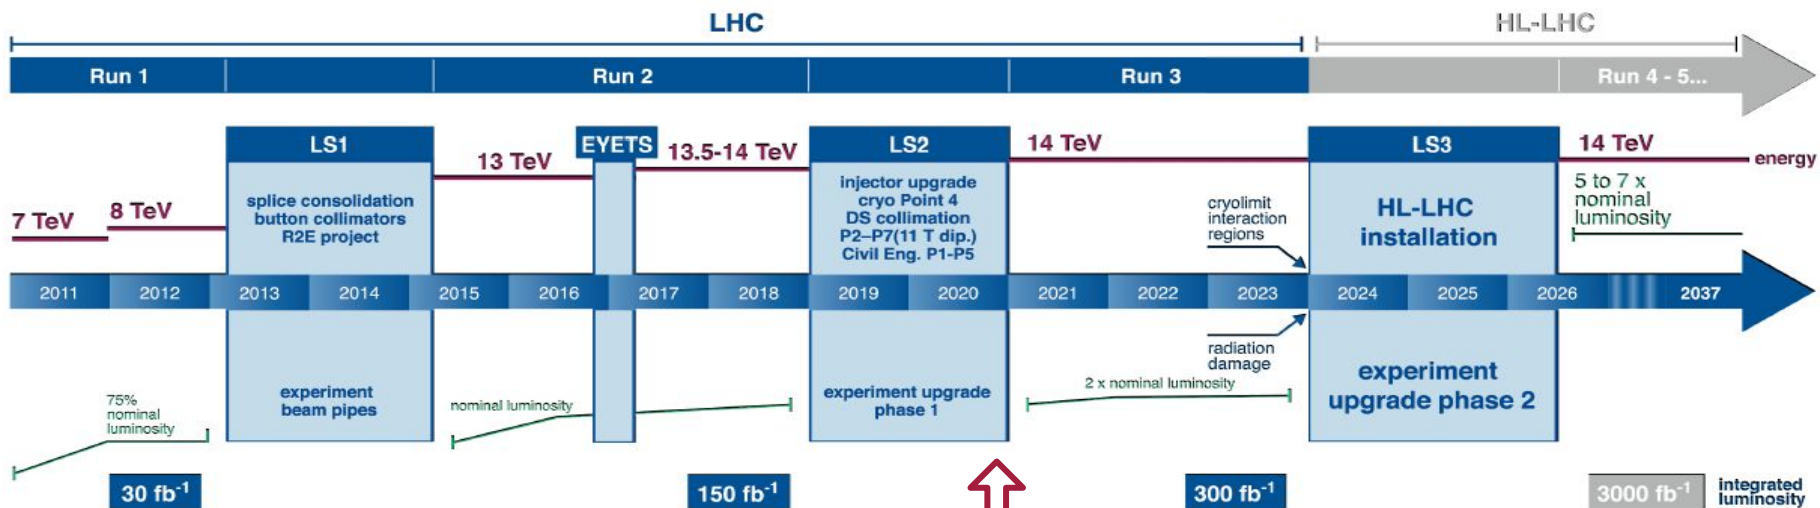 LHC
HL-LHC
Run 1
Run 2
Run 3
Run 4 - 5...
LS1
EYETS
LS2
LS3
7 TeV
8 TeV
13 TeV
13.5-14 TeV
14 TeV
14 TeV
energy
splice consolidation
button collimators
R2E project
injector upgrade
cryo Point 4
DS collimation
P2–P7(11 T dip.)
Civil Eng. P1-P5
cryolimit
interaction
regions
HL-LHC
installation
5 to 7 x
nominal
luminosity
2011
2012
2013
2014
2015
2016
2017
2018
2019
2020
2021
2022
2023
2024
2025
2026
2037
75%
nominal
luminosity
experiment
beam pipes
nominal luminosity
experiment upgrade
phase 1
2 x nominal luminosity
radiation
damage
experiment
upgrade phase 2
30 fb⁻¹
150 fb⁻¹
300 fb⁻¹
3000 fb⁻¹
integrated
luminosity